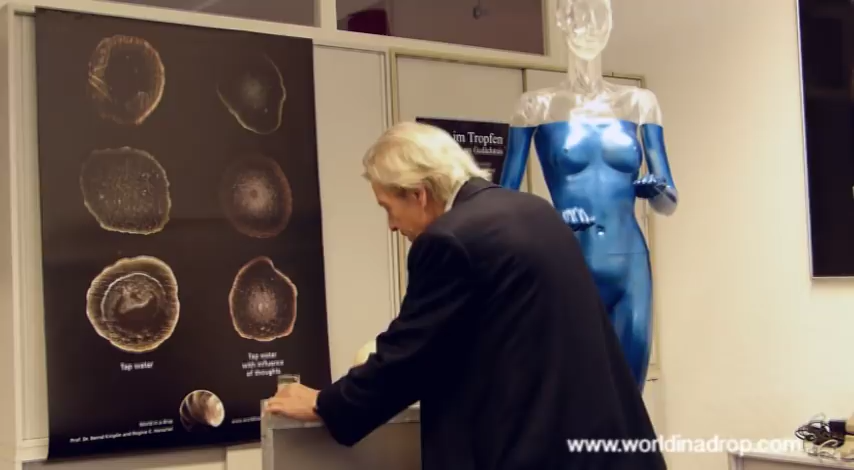 im Tropfen
Tap water
Tap water
with influence
of thoughts
World in a drop
Prof. Dr. Bernd Kröplin and Regine C. Henschel
www.worldinadrop.com